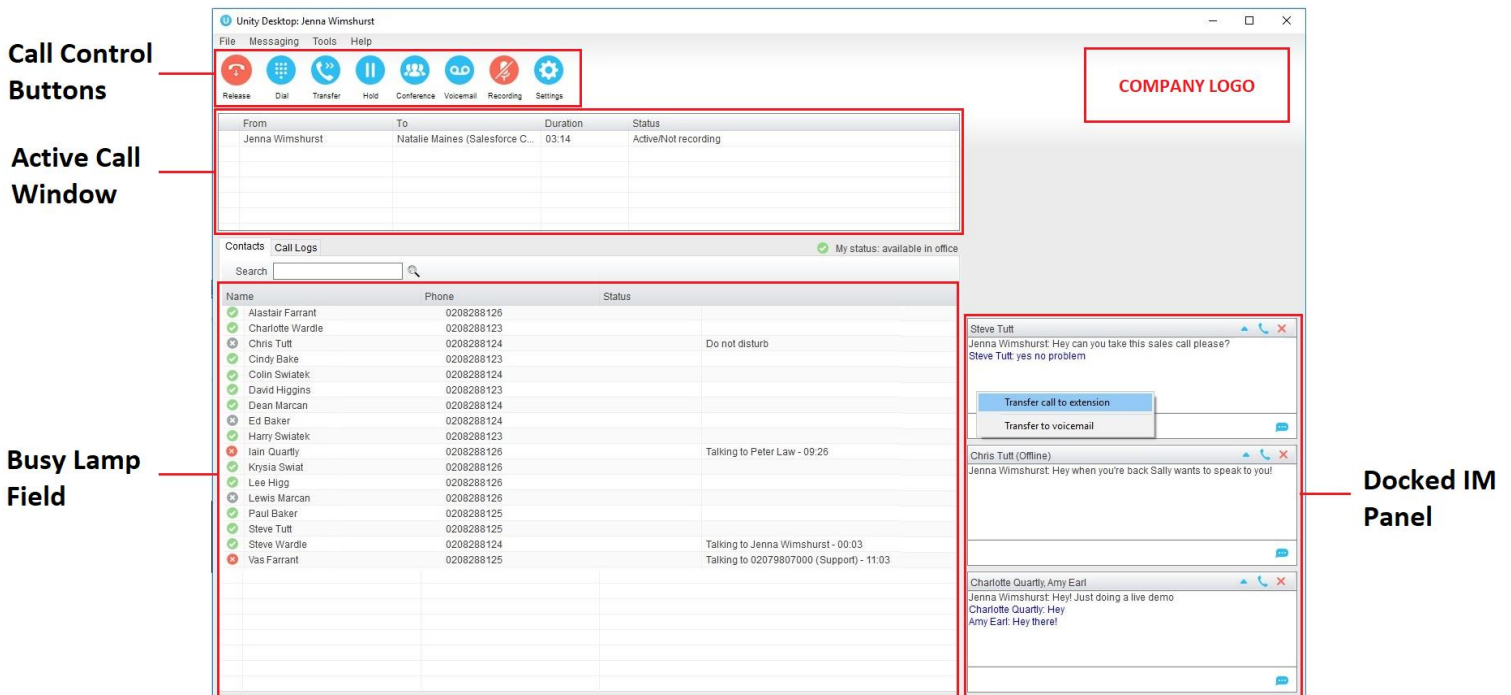 Unity Desktop: Jenna Wimshurst
File Messaging Tools Help
Call Control
Buttons
Release Dial Transfer Hold Conference Voicemail Recording Settings
COMPANY LOGO
Active Call
Window
From To Duration Status
Jenna Wimshurst Natalie Maines (Salesforce C... 03:14 Active/Not recording
Contacts Call Logs My status: available in office
Search
Busy Lamp
Field
Name Phone Status
Alastair Farrant 0208288126
Charlotte Wardle 0208288123
Chris Tutt 0208288124 Do not disturb
Cindy Bake 0208288123
Colin Swiatek 0208288124
David Higgins 0208288123
Dean Marcan 0208288124
Ed Baker 0208288124
Harry Swiatek 0208288123
Iain Quartly 0208288126 Talking to Peter Law - 09:26
Krysia Swiat 0208288126
Lee Higg 0208288126
Lewis Marcan 0208288126
Paul Baker 0208288125
Steve Tutt 0208288125
Steve Wardle 0208288124 Talking to Jenna Wimshurst - 00:03
Vas Farrant 0208288125 Talking to 02079807000 (Support) - 11:03
Steve Tutt
Jenna Wimshurst: Hey can you take this sales call please?
Steve Tutt: yes no problem
Transfer call to extension
Transfer to voicemail
Chris Tutt (Offline)
Jenna Wimshurst: Hey when you're back Sally wants to speak to you!
Charlotte Quartly, Amy Earl
Jenna Wimshurst: Hey! Just doing a live demo
Charlotte Quartly: Hey
Amy Earl: Hey there!
Docked IM
Panel